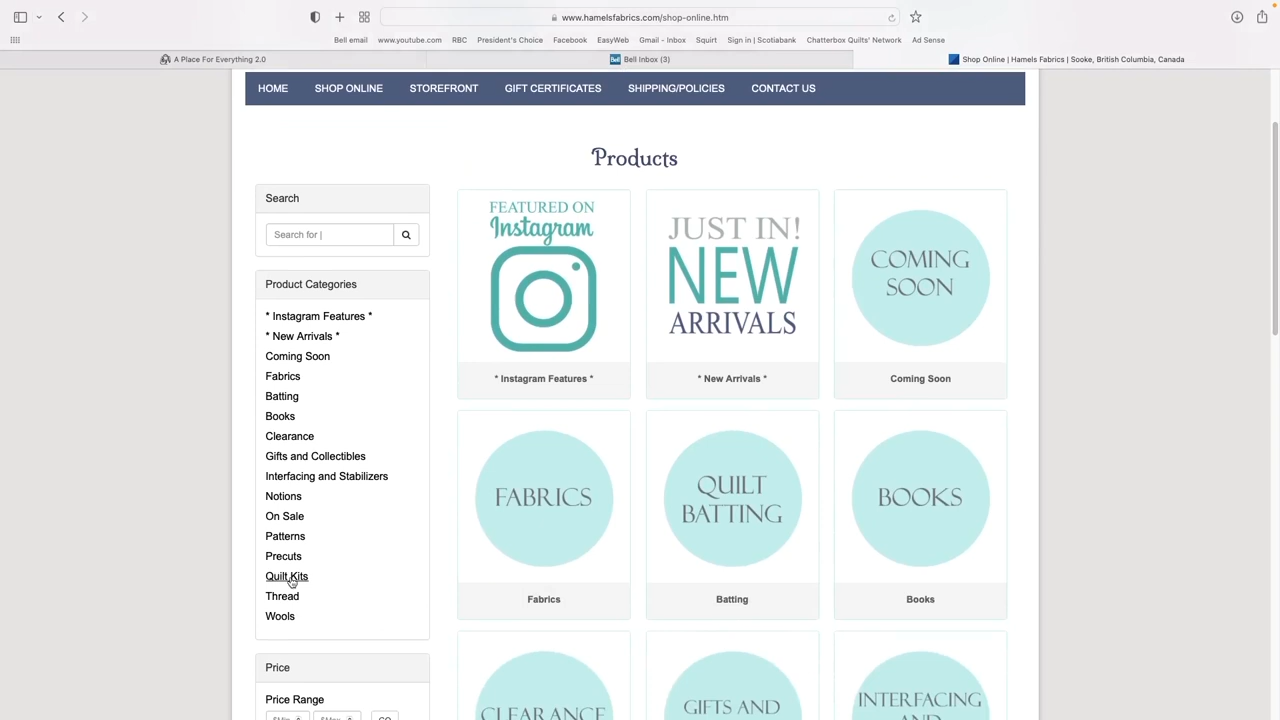 www.hamelsfabrics.com/shop-online.htm
Bell email www.youtube.com RBC President's Choice Facebook EasyWeb Gmail - Inbox Squirt Sign in | Scotiabank Chatterbox Quilts' Network Ad Sense
A Place For Everything 2.0
Bell Bell Inbox (3)
Shop Online | Hamels Fabrics | Sooke, British Columbia, Canada
HOME SHOP ONLINE STOREFRONT GIFT CERTIFICATES SHIPPING/POLICIES CONTACT US
Products
Search
Search for |
Product Categories
* Instagram Features *
* New Arrivals *
Coming Soon
Fabrics
Batting
Books
Clearance
Gifts and Collectibles
Interfacing and Stabilizers
Notions
On Sale
Patterns
Precuts
Quilt Kits
Thread
Wools
Price
Price Range
GO
FEATURED ON
Instagram
* Instagram Features *
JUST IN!
NEW
ARRIVALS
* New Arrivals *
COMING
SOON
Coming Soon
FABRICS
Fabrics
QUILT
BATTING
Batting
BOOKS
Books
CLEARANCE
GIFTS AND
INTERFACING
AND